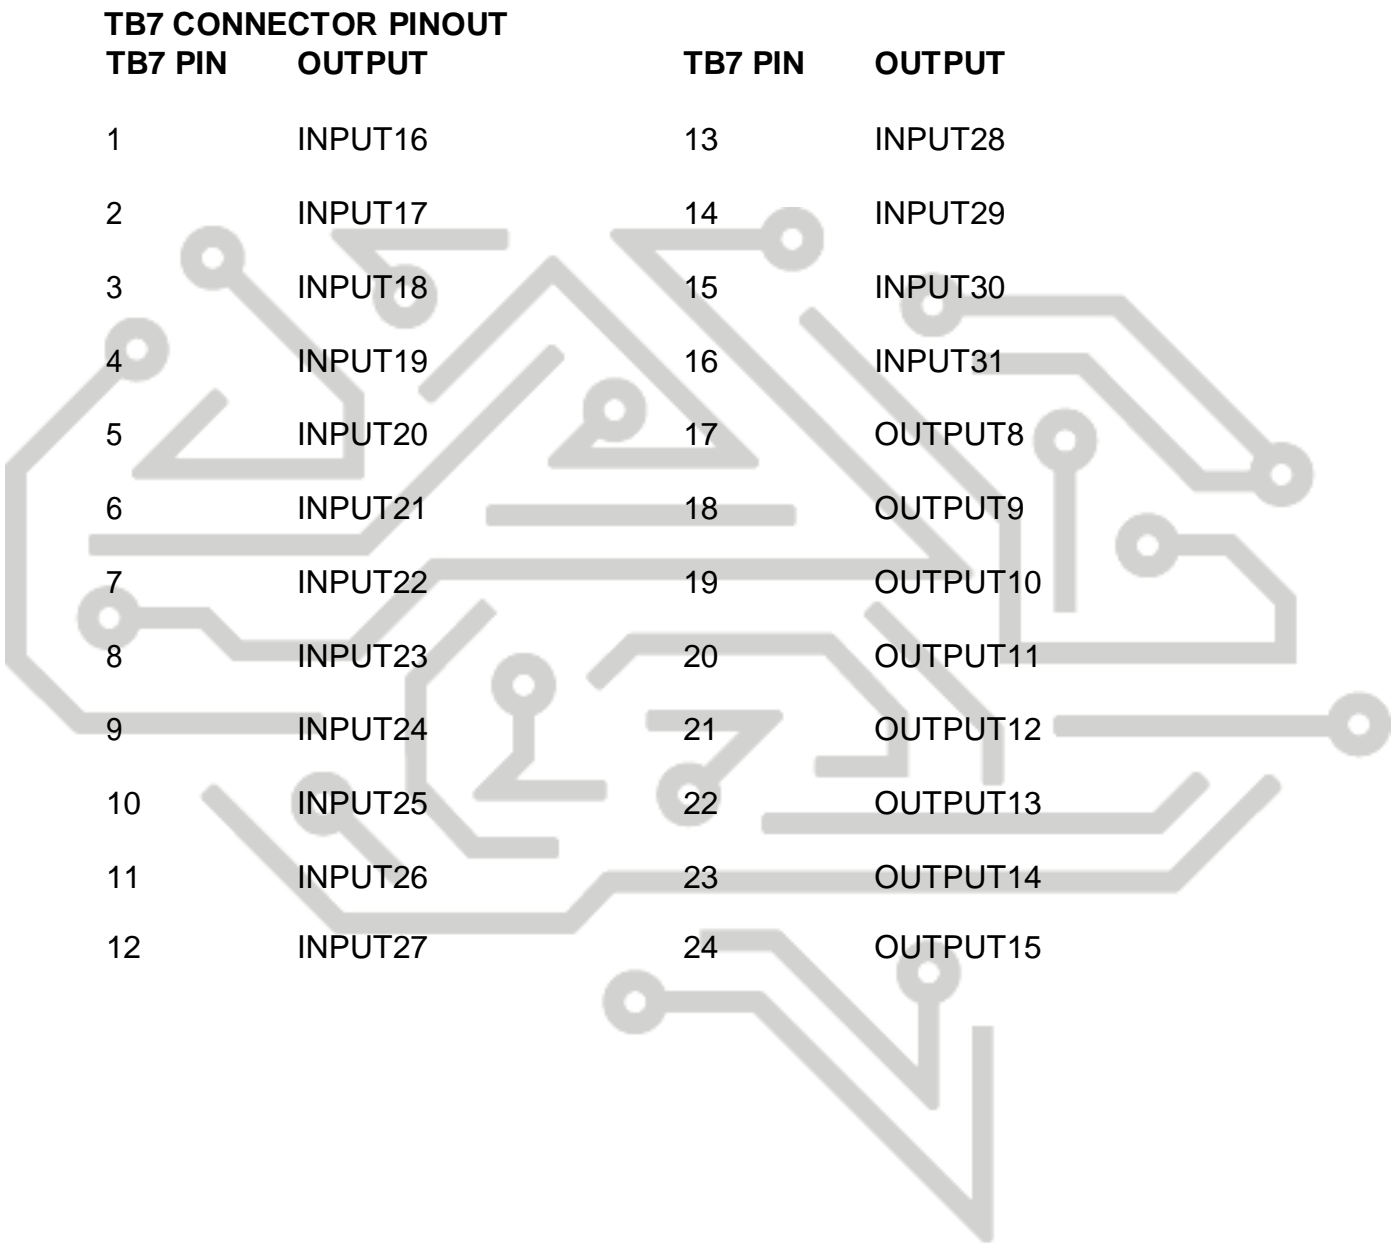 TB7 CONNECTOR PINOUT
TB7 PIN OUTPUT TB7 PIN OUTPUT
1 INPUT16 13 INPUT28
2 INPUT17 14 INPUT29
3 INPUT18 15 INPUT30
4 INPUT19 16 INPUT31
5 INPUT20 17 OUTPUT8
6 INPUT21 18 OUTPUT9
7 INPUT22 19 OUTPUT10
8 INPUT23 20 OUTPUT11
9 INPUT24 21 OUTPUT12
10 INPUT25 22 OUTPUT13
11 INPUT26 23 OUTPUT14
12 INPUT27 24 OUTPUT15